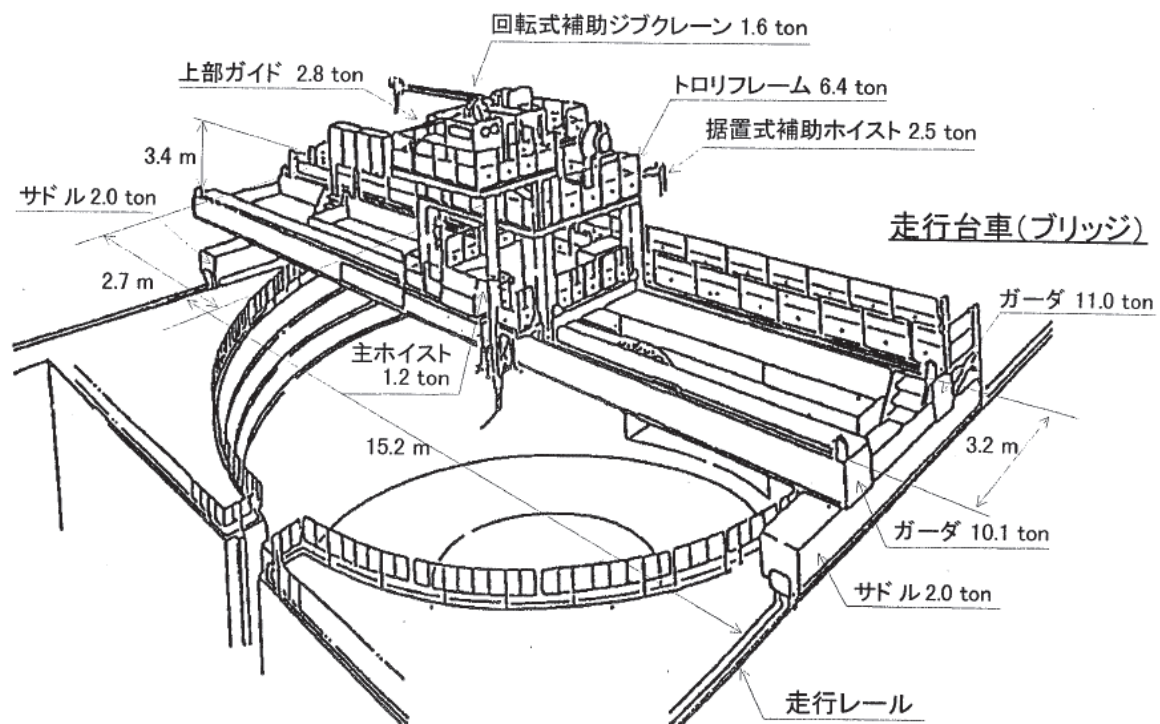 回転式補助ジブクレーン 1.6 ton
上部ガイド 2.8 ton
トロリフレーム 6.4 ton
据置式補助ホイスト 2.5 ton
3.4 m
サドル 2.0 ton
走行台車(ブリッジ)
2.7 m
ガーダ 11.0 ton
主ホイスト
1.2 ton
15.2 m
3.2 m
ガーダ 10.1 ton
サドル 2.0 ton
走行レール